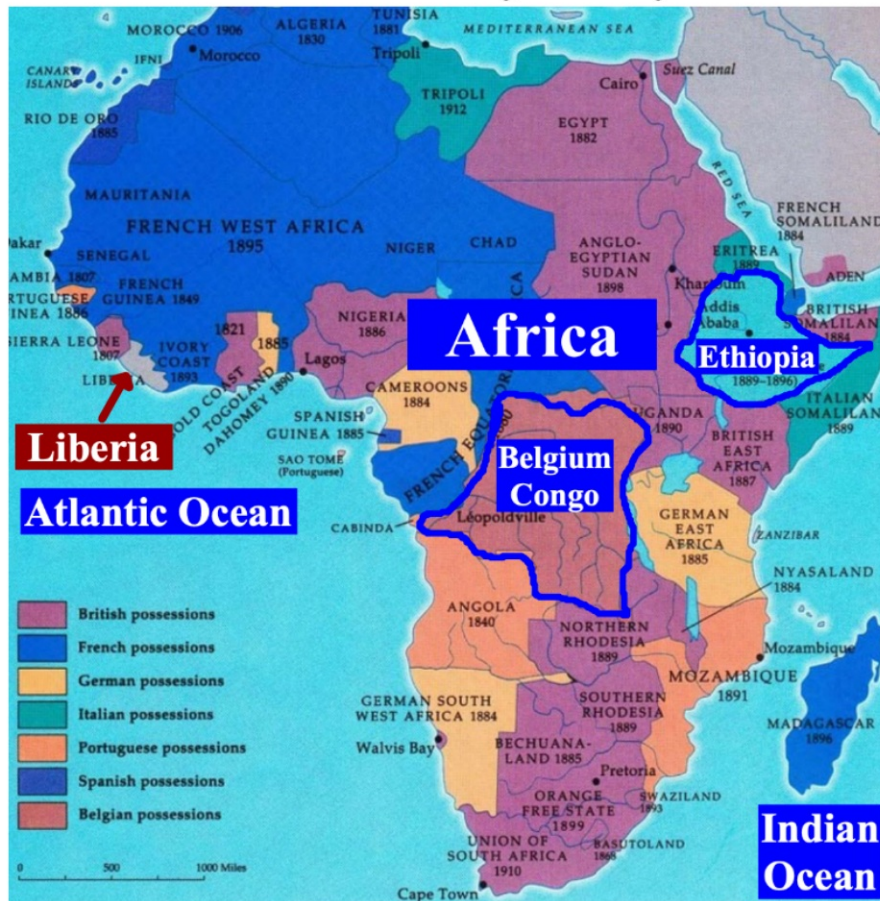 MOROCCO 1906
IFNI
Morocco
ALGERIA
1830
TUNISIA
1881
Tripoli
MEDITERRANEAN SEA
CANARY
ISLANDS
RIO DE ORO
1885
TRIPOLI
1912
Cairo
Suez Canal
EGYPT
1882
RED SEA
MAURITANIA
FRENCH WEST AFRICA
1895
NIGER
CHAD
ANGLO-
EGYPTIAN
SUDAN
1898
Khartoum
FRENCH
SOMALILAND
1884
ERITREA
1889
ADEN
Dakar
SENEGAL
GAMBIA 1807
FRENCH
GUINEA 1849
PORTUGUESE
GUINEA 1886
SIERRA LEONE
1807
IVORY
COAST
1893
1821
1885
NIGERIA
1886
Lagos
Africa
Addis
Ababa
BRITISH
SOMALILAN
1884
Ethiopia
1889–1896)
ITALIAN
SOMALILAND
1889
LIBERIA
GOLD COAST
TOGOLAND
DAHOMEY 1890
CAMEROONS
1884
SPANISH
GUINEA 1885
SAO TOME
(Portuguese)
FRENCH EQUATOR
Liberia
Atlantic Ocean
UGANDA
1890
BRITISH
EAST
AFRICA
1887
Belgium
Congo
Léopoldville
CABINDA
GERMAN
EAST
AFRICA
1885
ZANZIBAR
NYASALAND
1884
ANGOLA
1840
NORTHERN
RHODESIA
1889
Mozambique
MOZAMBIQUE
1891
GERMAN SOUTH
WEST AFRICA 1884
SOUTHERN
RHODESIA
1889
Walvis Bay
BECHUANA-
LAND 1885
MADAGASCAR
1896
Pretoria
ORANGE
FREE STATE
1899
SWAZILAND
1893
BASUTOLAND
1868
UNION OF
SOUTH AFRICA
1910
Cape Town
Indian
Ocean
British possessions
French possessions
German possessions
Italian possessions
Portuguese possessions
Spanish possessions
Belgian possessions
0
500
1000 Miles